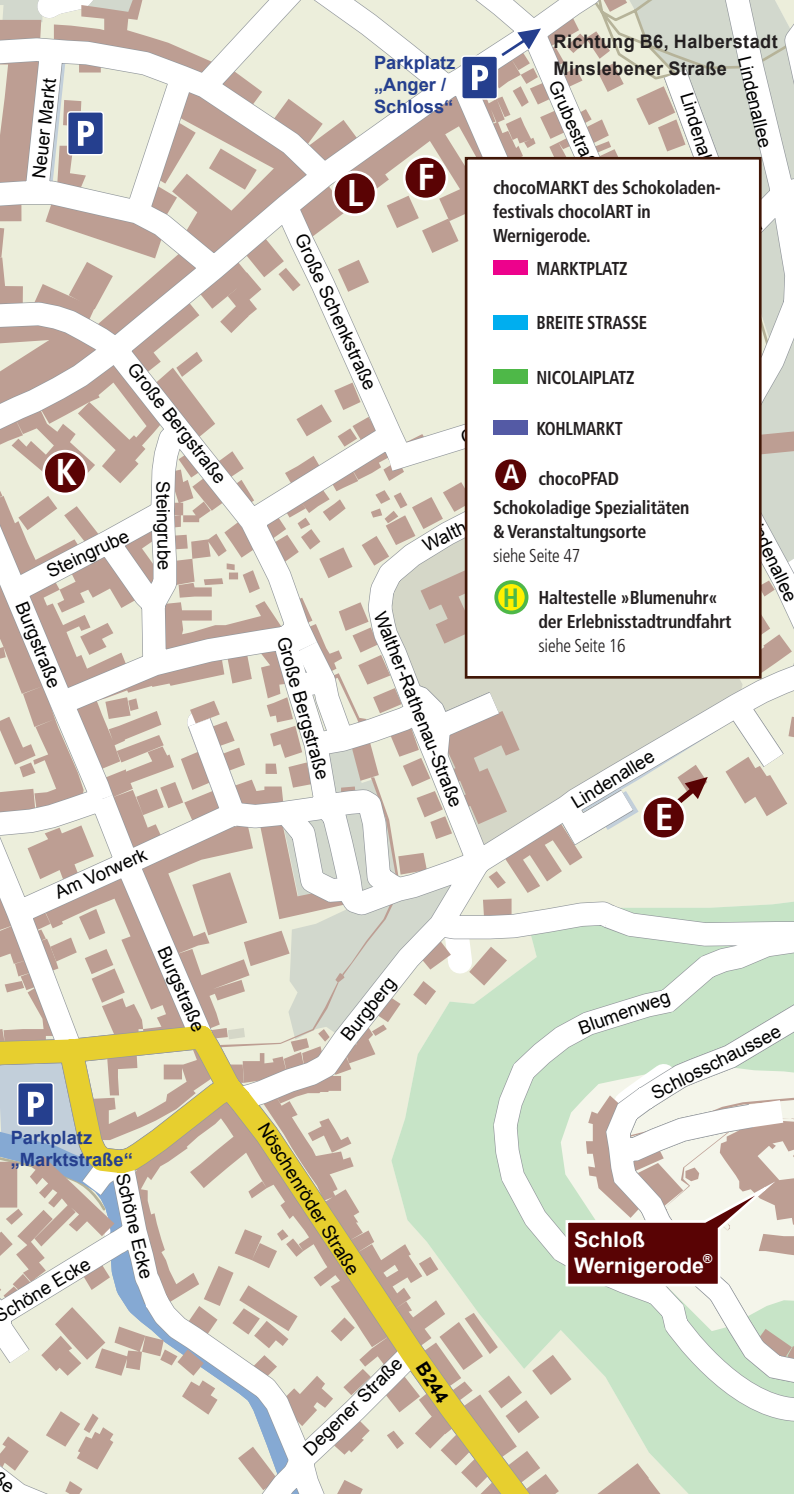 Richtung B6, Halberstadt
Minslebener Straße
Parkplatz
„Anger /
Schloss“
P
Lindenallee
Neuer Markt
P
Grubestra
Lindenal
L
F
Große Schenkstraße
chocoMARKT des Schokoladen-
festivals chocolART in
Wernigerode.
MARKTPLATZ
BREITE STRASSE
NICOLAIPLATZ
KOHLMARKT
A chocoPFAD
Schokoladige Spezialitäten
& Veranstaltungsorte
siehe Seite 47
H Haltestelle »Blumenuhr«
der Erlebnisstadtrundfahrt
siehe Seite 16
Große Bergstraße
K
Steingrube
Steingrube
Walth
indenallee
Burgstraße
Walther-Rathenau-Straße
Große Bergstraße
Lindenallee
E
Am Vorwerk
Burgstraße
Burgberg
Blumenweg
Schlosschaussee
P
Parkplatz
„Marktstraße“
Nöschenröder Straße
Schöne Ecke
Schöne Ecke
Schloß
Wernigerode®
B244
Degener Straße
ße